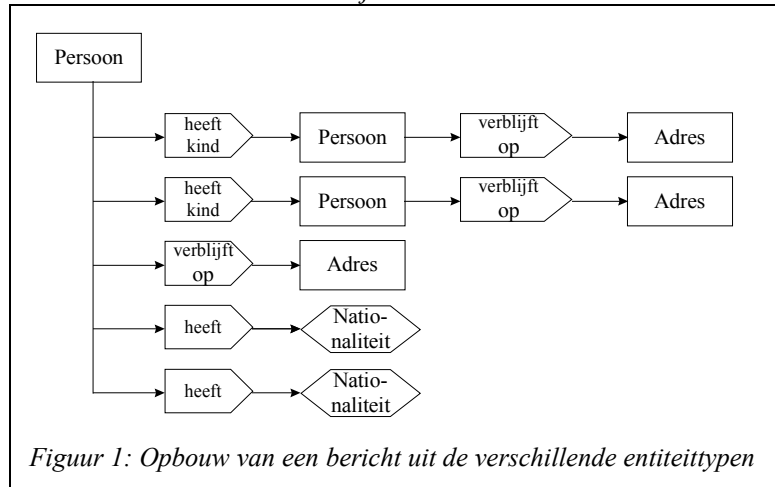 Persoon
heeft
kind
Persoon
verblijft
op
Adres
heeft
kind
Persoon
verblijft
op
Adres
verblijft
op
Adres
heeft
Natio-
naliteit
heeft
Natio-
naliteit
Figuur 1: Opbouw van een bericht uit de verschillende entiteittypen